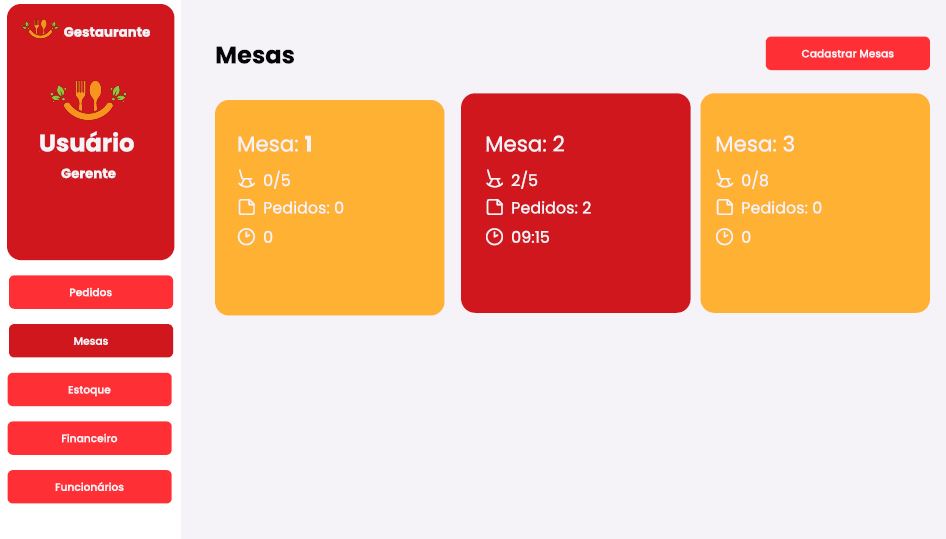 Gestaurante
Usuário
Gerente
Pedidos
Mesas
Estoque
Financeiro
Funcionários
Mesas
Cadastrar Mesas
Mesa: 1
0/5
Pedidos: 0
0
Mesa: 2
2/5
Pedidos: 2
09:15
Mesa: 3
0/8
Pedidos: 0
0